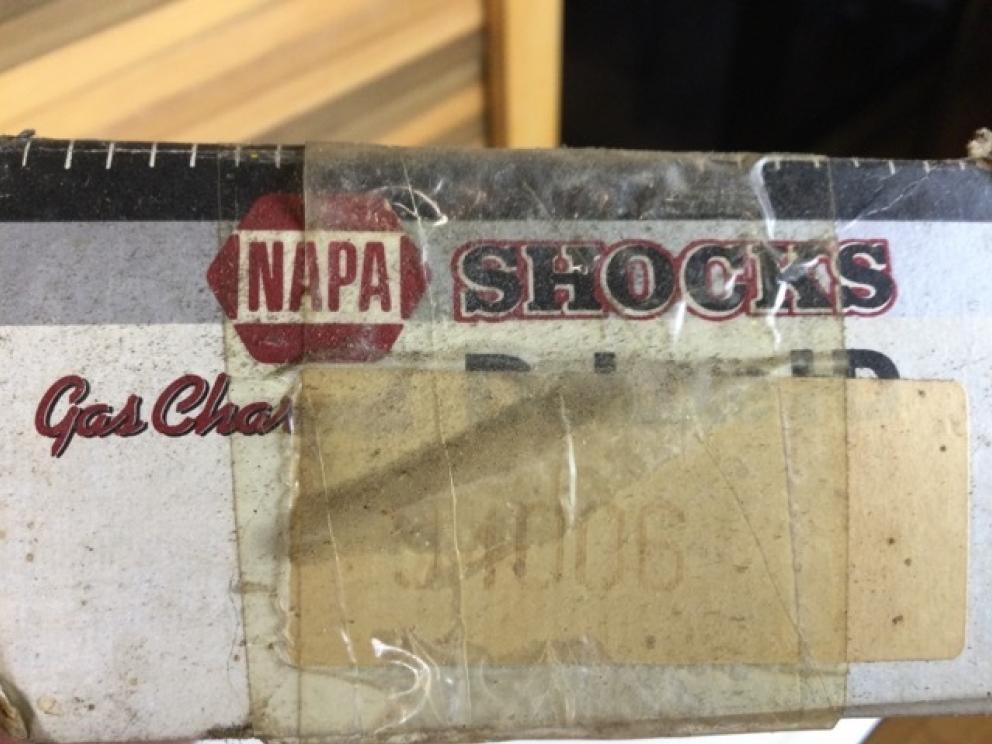 NAPA SHOCKS
Gas Char
94006